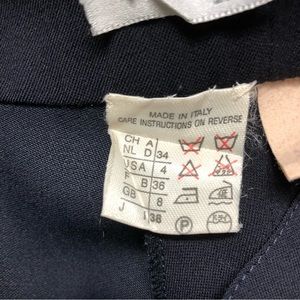 MADE IN ITALY
CARE INSTRUCTIONS ON REVERSE
CH A
NL D 34
USA 4
F B 36
GB 8
J I 38
P